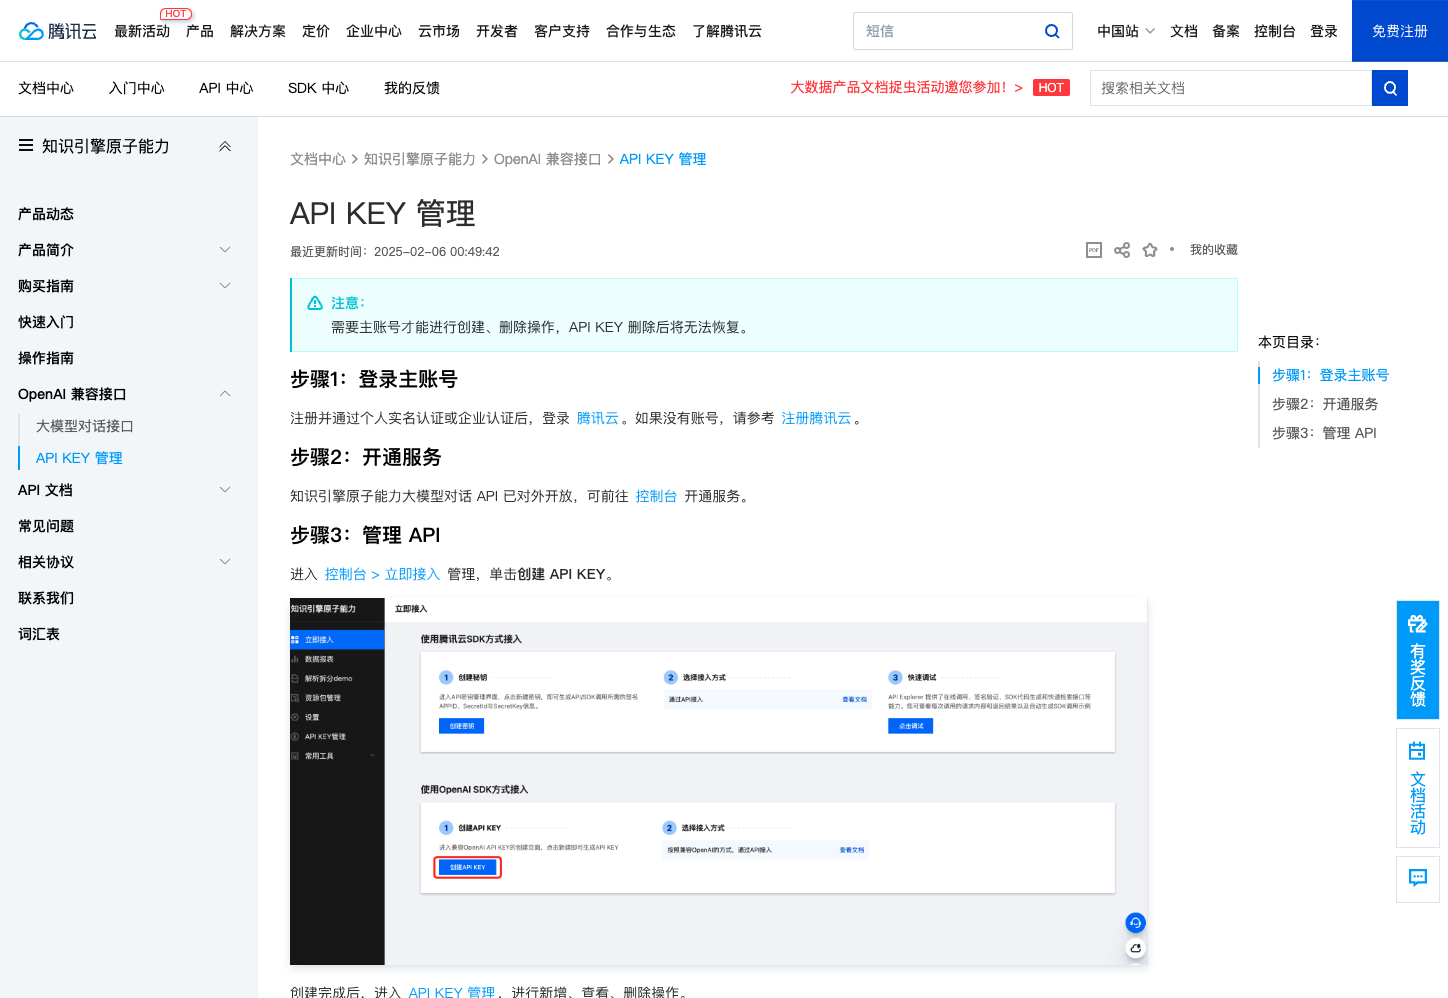 腾讯云 最新活动 HOT 产品 解决方案 定价 企业中心 云市场 开发者 客户支持 合作与生态 了解腾讯云 短信 中国站 文档 备案 控制台 登录 免费注册
文档中心 入门中心 API 中心 SDK 中心 我的反馈 大数据产品文档捉虫活动邀您参加！> HOT 搜索相关文档
知识引擎原子能力
产品动态
产品简介
购买指南
快速入门
操作指南
OpenAI 兼容接口
大模型对话接口
API KEY 管理
API 文档
常见问题
相关协议
联系我们
词汇表
文档中心 > 知识引擎原子能力 > OpenAI 兼容接口 > API KEY 管理
API KEY 管理
最近更新时间：2025-02-06 00:49:42
PDF 我的收藏
注意：
需要主账号才能进行创建、删除操作，API KEY 删除后将无法恢复。
步骤1：登录主账号
注册并通过个人实名认证或企业认证后，登录 腾讯云。如果没有账号，请参考 注册腾讯云。
步骤2：开通服务
知识引擎原子能力大模型对话 API 已对外开放，可前往 控制台 开通服务。
步骤3：管理 API
进入 控制台 > 立即接入 管理，单击创建 API KEY。
知识引擎原子能力
立即接入
数据报表
解析拆分demo
资源包管理
设置
API KEY管理
常用工具
立即接入
使用腾讯云SDK方式接入
1 创建秘钥
进入API密钥管理界面，点击新建密钥，即可生成API/SDK调用所需的签名
APPID、SecretId与SecretKey信息。
创建密钥
2 选择接入方式
通过API接入 查看文档
3 快速调试
API Explorer 提供了在线调用、签名验证、SDK代码生成和快速检索接口等
能力。您可查看每次调用的请求内容和返回结果以及自动生成SDK调用示例
点击调试
使用OpenAI SDK方式接入
1 创建API KEY
进入兼容OpenAI API KEY的创建页面，点击新建即可生成API KEY
创建API KEY
2 选择接入方式
按照兼容OpenAI的方式，通过API接入 查看文档
创建完成后，进入 API KEY 管理，进行新增、查看、删除操作。
本页目录：
步骤1：登录主账号
步骤2：开通服务
步骤3：管理 API
有奖反馈
文档活动